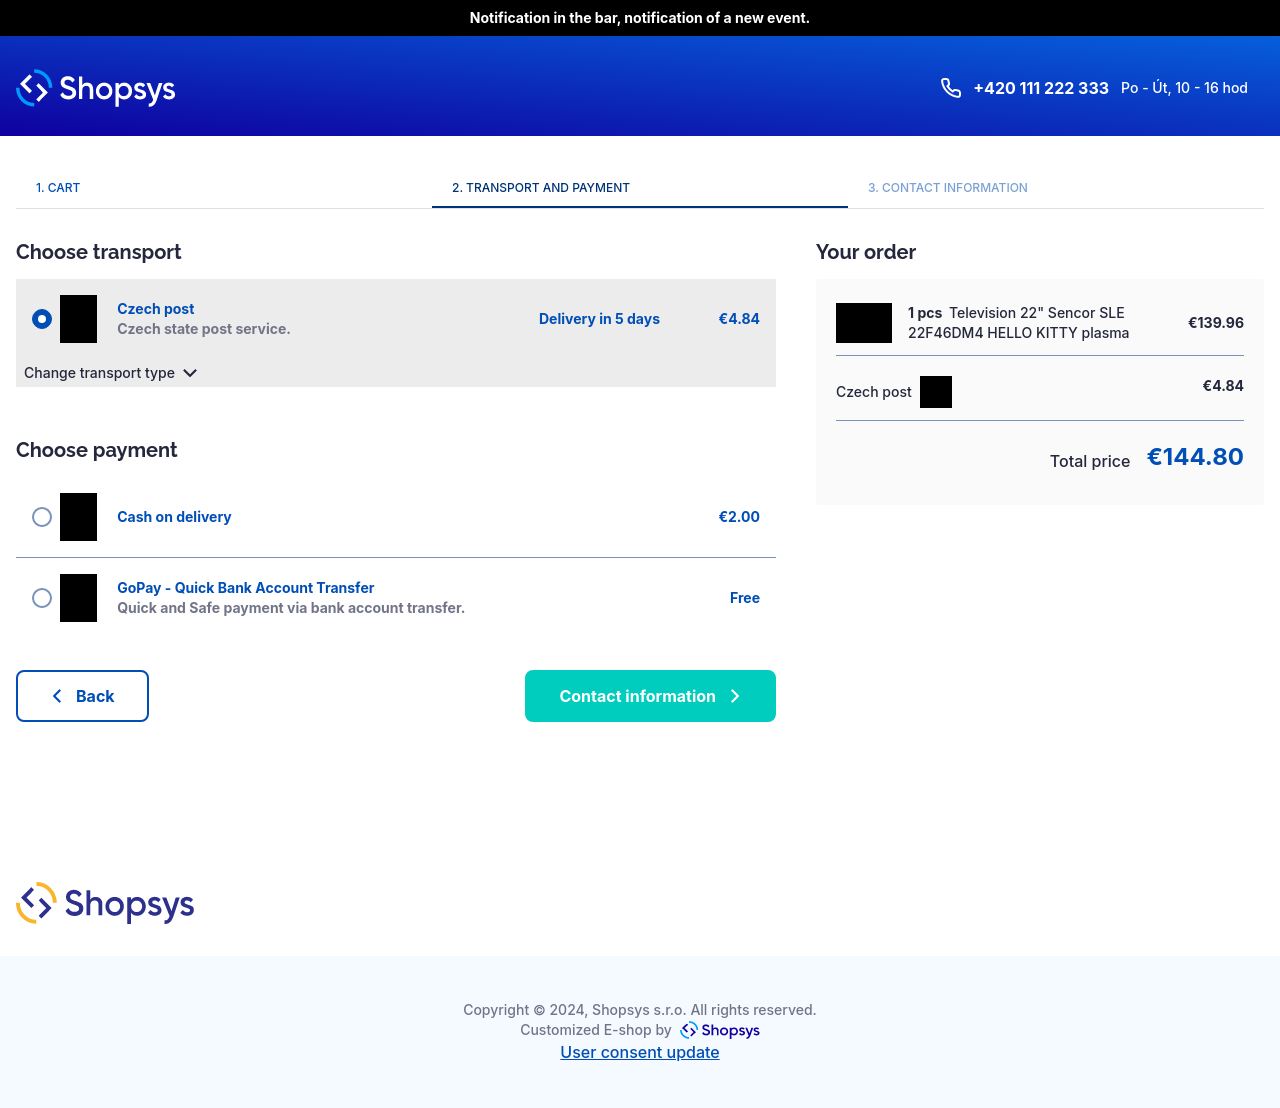 Notification in the bar, notification of a new event.
Shopsys
+420 111 222 333 Po - Út, 10 - 16 hod
1. CART
2. TRANSPORT AND PAYMENT
3. CONTACT INFORMATION
Choose transport
Czech post
Czech state post service.
Delivery in 5 days
€4.84
Change transport type
Choose payment
Cash on delivery
€2.00
GoPay - Quick Bank Account Transfer
Quick and Safe payment via bank account transfer.
Free
Back
Contact information
Your order
1 pcs Television 22" Sencor SLE
22F46DM4 HELLO KITTY plasma
€139.96
Czech post
€4.84
Total price €144.80
Shopsys
Copyright © 2024, Shopsys s.r.o. All rights reserved.
Customized E-shop by Shopsys
User consent update